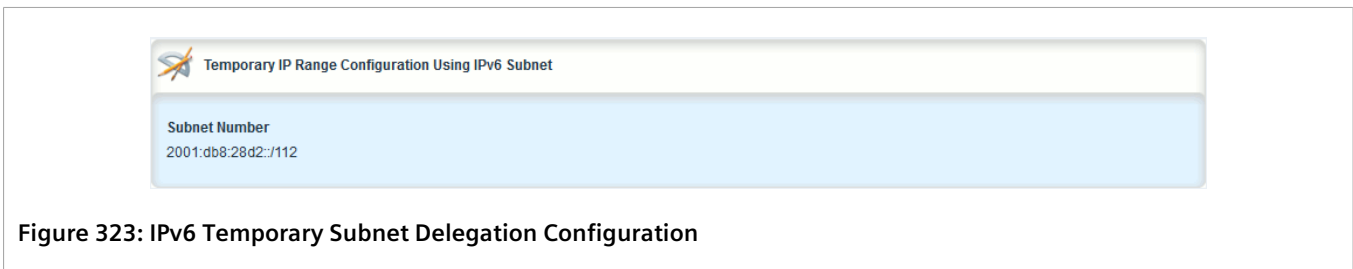 Temporary IP Range Configuration Using IPv6 Subnet
Subnet Number
2001:db8:28d2::/112
Figure 323: IPv6 Temporary Subnet Delegation Configuration